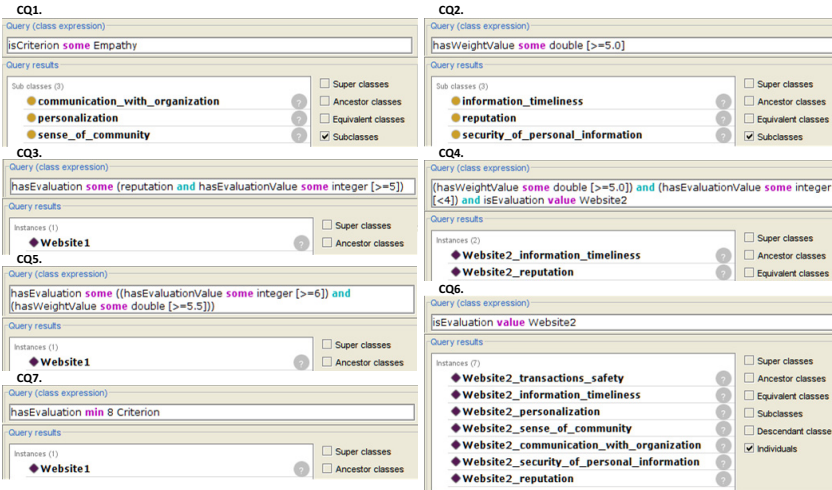 CQ1.
Query (class expression)
isCriterion some Empathy
Query results
Sub classes (3)
communication_with_organization ?
personalization ?
sense_of_community ?
Super classes
Ancestor classes
Equivalent classes
Subclasses
CQ2.
Query (class expression)
hasWeightValue some double [>=5.0]
Query results
Sub classes (3)
information_timeliness ?
reputation ?
security_of_personal_information ?
Super classes
Ancestor classes
Equivalent classes
Subclasses
CQ3.
Query (class expression)
hasEvaluation some (reputation and hasEvaluationValue some integer [>=5])
Query results
Instances (1)
Website1 ?
Super classes
Ancestor classes
CQ4.
Query (class expression)
(hasWeightValue some double [>=5.0]) and (hasEvaluationValue some integer
[<4]) and isEvaluation value Website2
Query results
Instances (2)
Website2_information_timeliness ?
Website2_reputation ?
Super classes
Ancestor classes
Equivalent classes
CQ5.
Query (class expression)
hasEvaluation some ((hasEvaluationValue some integer [>=6]) and
(hasWeightValue some double [>=5.5]))
Query results
Instances (1)
Website1 ?
Super classes
Ancestor classes
CQ6.
Query (class expression)
isEvaluation value Website2
Query results
Instances (7)
Website2_transactions_safety ?
Website2_information_timeliness ?
Website2_personalization ?
Website2_sense_of_community ?
Website2_communication_with_organization ?
Website2_security_of_personal_information ?
Website2_reputation ?
Super classes
Ancestor classes
Equivalent classes
Subclasses
Descendant classe
Individuals
CQ7.
Query (class expression)
hasEvaluation min 8 Criterion
Query results
Instances (1)
Website1 ?
Super classes
Ancestor classes